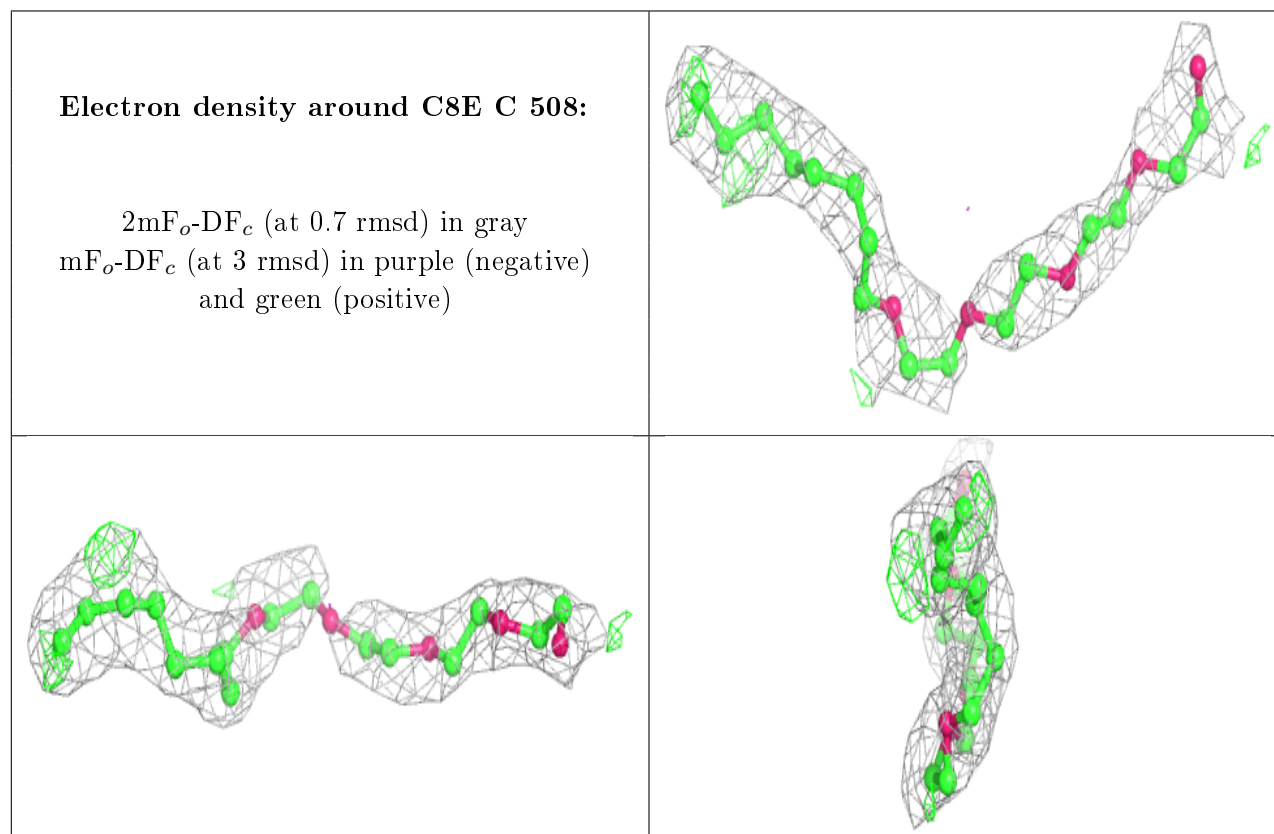 Electron density around C8E C 508:
2mFo-DFc (at 0.7 rmsd) in gray
mFo-DFc (at 3 rmsd) in purple (negative)
and green (positive)